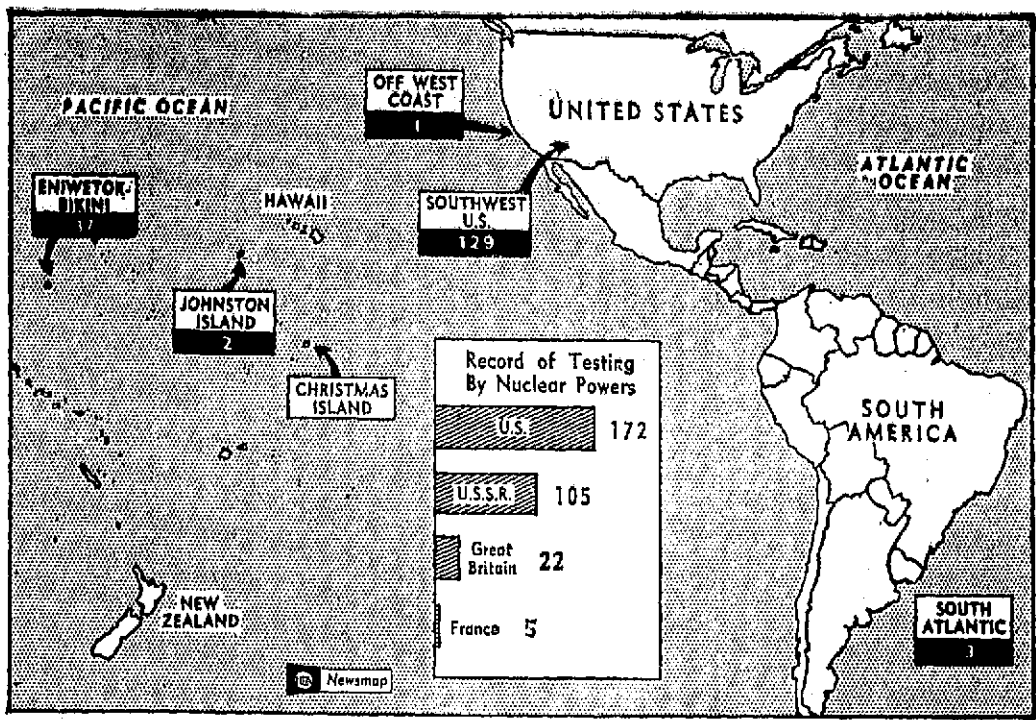 PACIFIC OCEAN
OFF WEST
COAST
1
UNITED STATES
ATLANTIC
OCEAN
ENIWETOK-
BIKINI
37
HAWAII
SOUTHWEST
U.S.
129
JOHNSTON
ISLAND
2
CHRISTMAS
ISLAND
Record of Testing
By Nuclear Powers
U.S. 172
U.S.S.R. 105
Great
Britain 22
France 5
SOUTH
AMERICA
NEW
ZEALAND
SOUTH
ATLANTIC
3
Newsmap